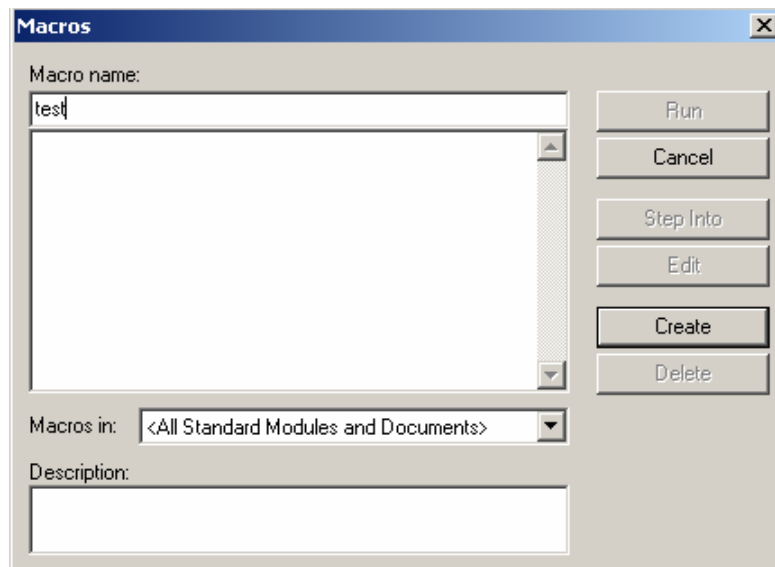 Macros
Macro name:
test
Run
Cancel
Step Into
Edit
Create
Delete
Macros in: <All Standard Modules and Documents>
Description: